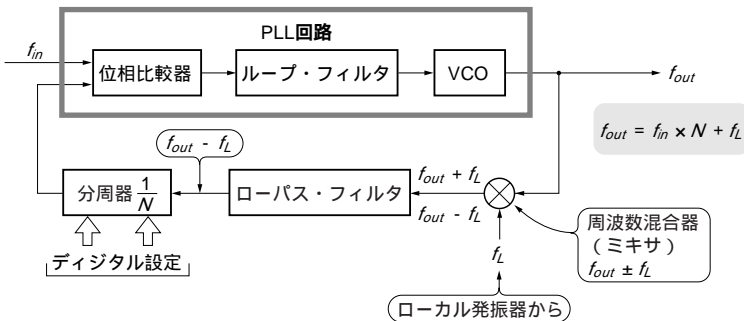 PLL回路
f_in
位相比較器
ループ・フィルタ
VCO
f_out
f_out = f_in × N + f_L
f_out - f_L
分周器 1/N
ローパス・フィルタ
f_out + f_L
f_out - f_L
周波数混合器
(ミキサ)
f_out ± f_L
f_L
ディジタル設定
ローカル発振器から